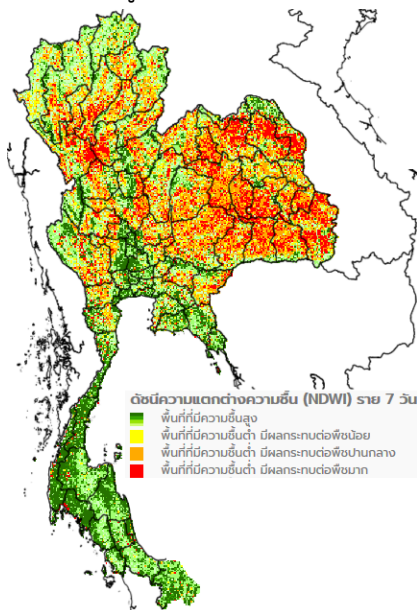 ดัชนีความแตกต่างความชื้น (NDWI) ราย 7 วัน
พื้นที่ที่มีความชื้นสูง
พื้นที่ที่มีความชื้นต่ำ มีผลกระทบต่อพืชน้อย
พื้นที่ที่มีความชื้นต่ำ มีผลกระทบต่อพืชปานกลาง
พื้นที่ที่มีความชื้นต่ำ มีผลกระทบต่อพืชมาก